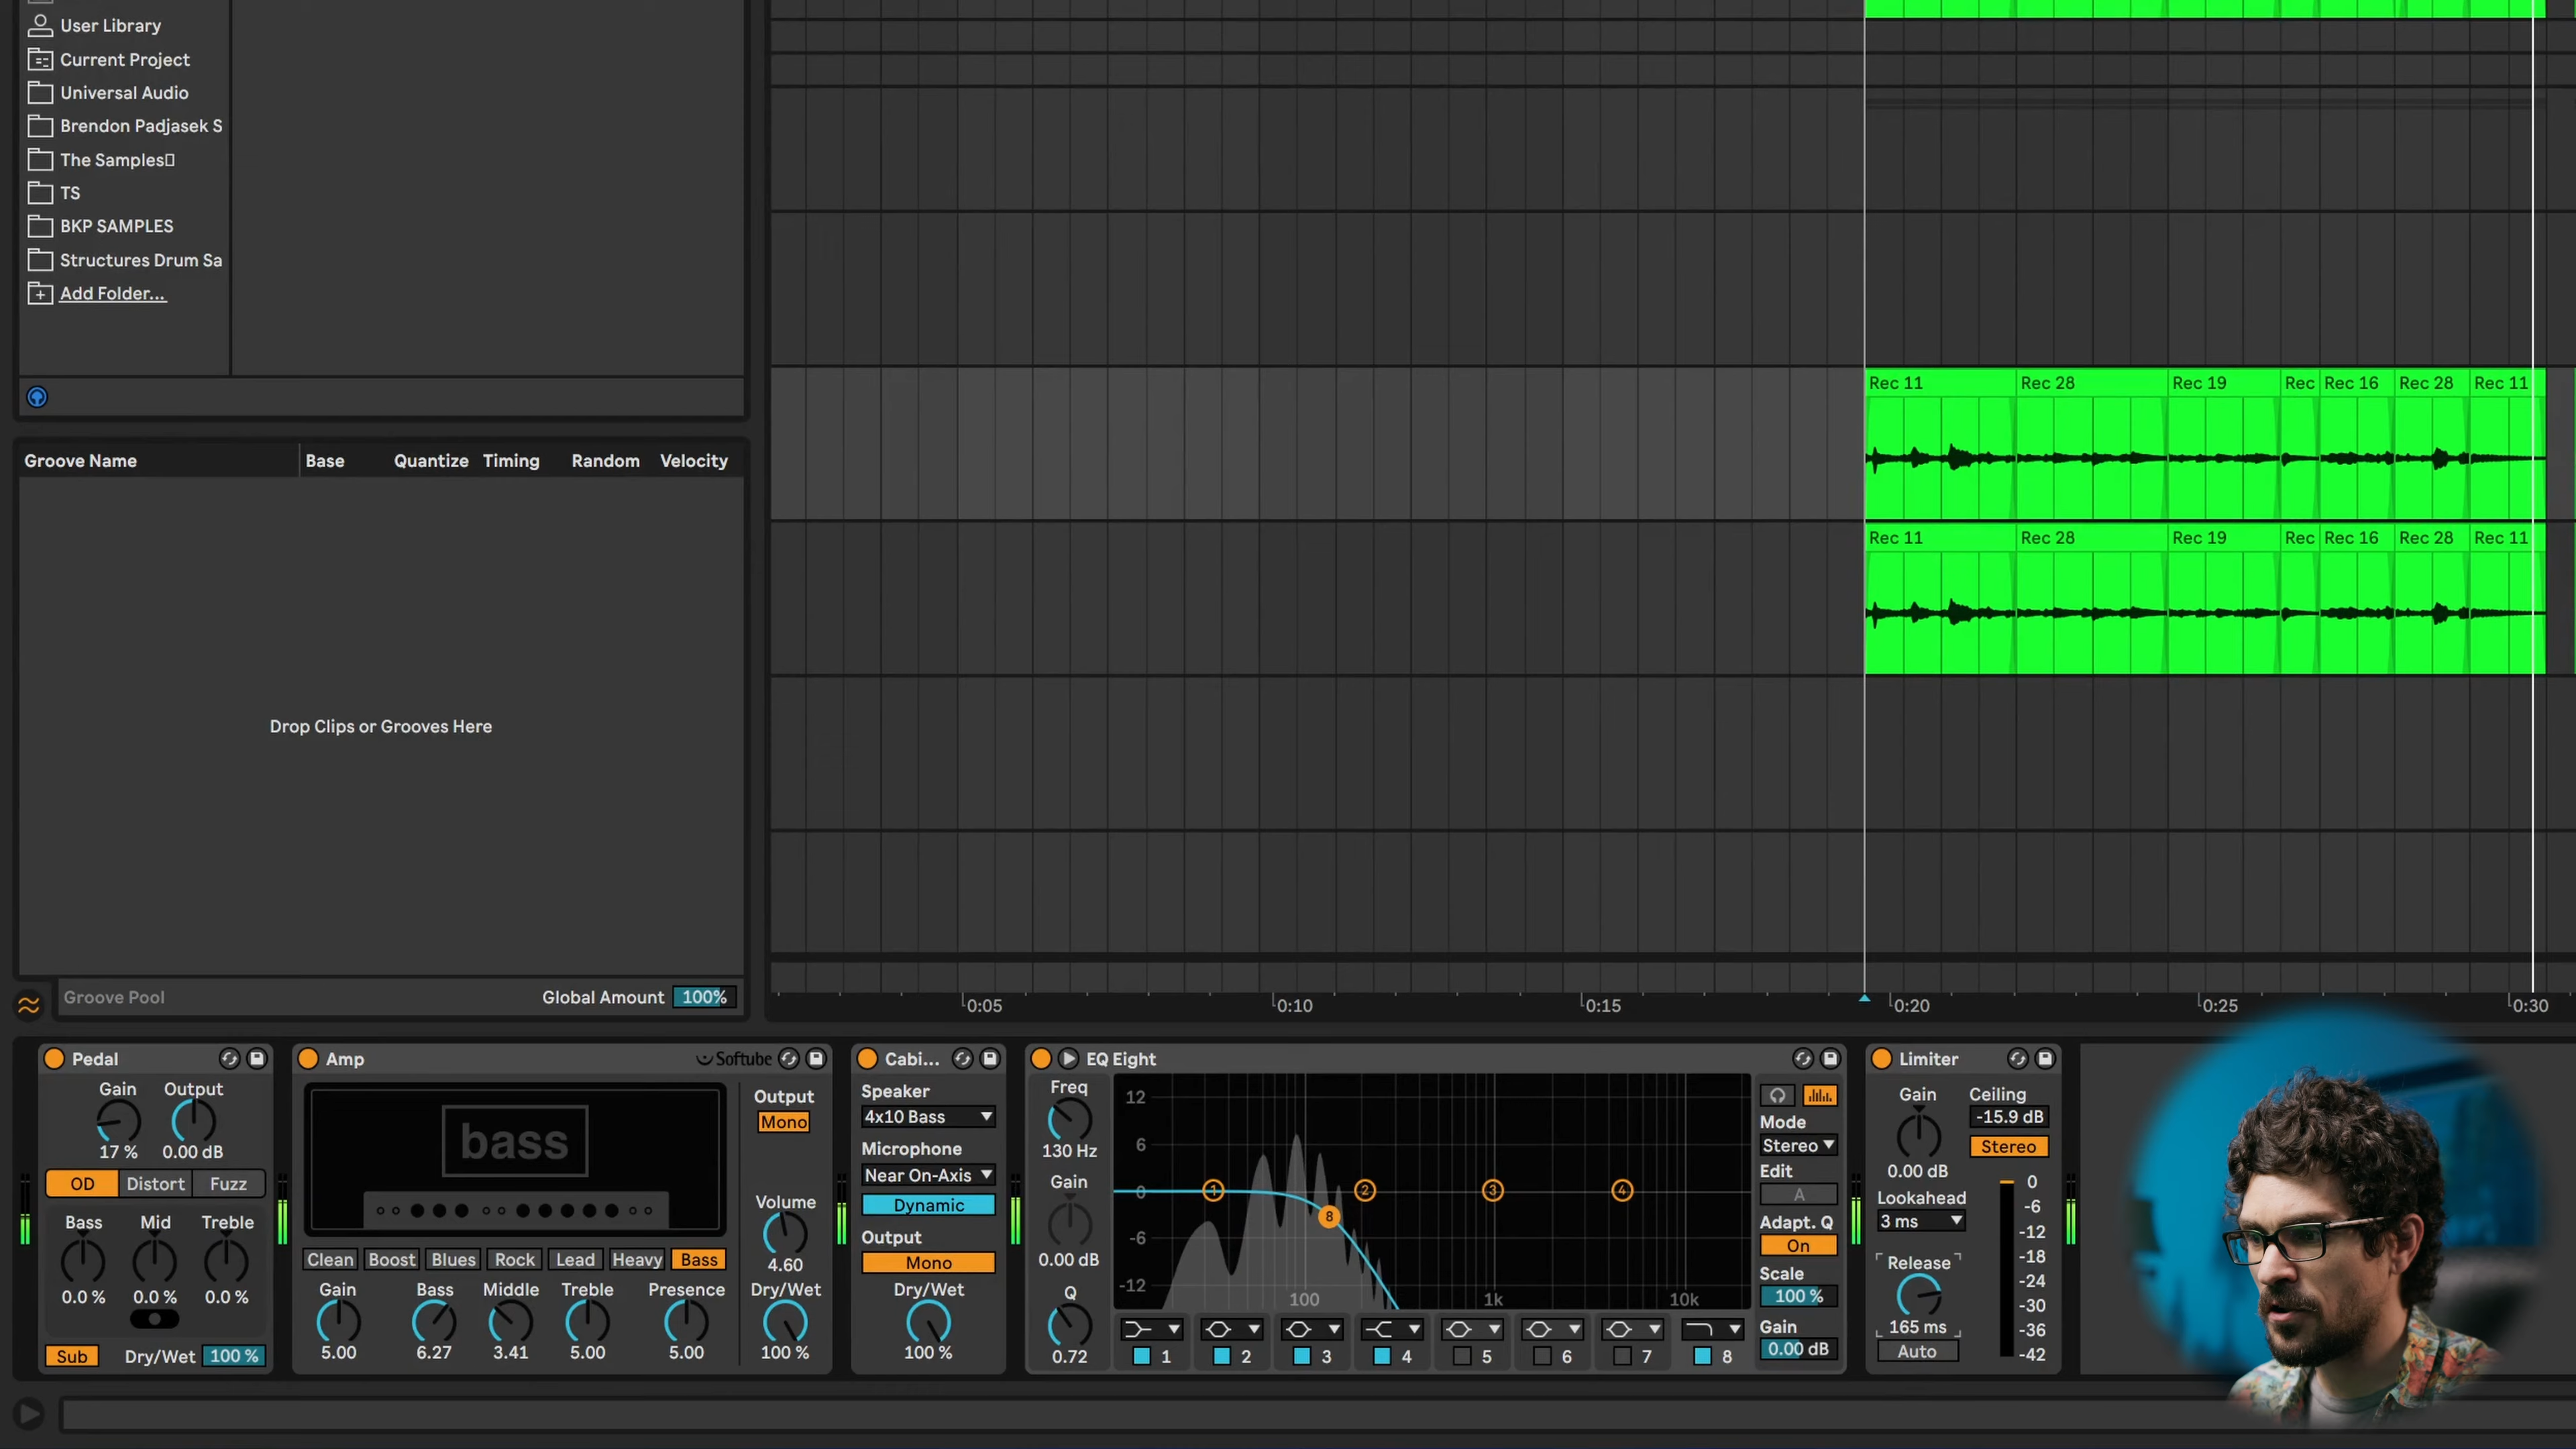 User Library
Current Project
Universal Audio
Brendon Padjasek S
The Samples
TS
BKP SAMPLES
Structures Drum Sa
Add Folder...
Groove Name Base Quantize Timing Random Velocity
Drop Clips or Grooves Here
Groove Pool Global Amount 100%
Rec 11 Rec 28 Rec 19 Rec Rec 16 Rec 28 Rec 11
Rec 11 Rec 28 Rec 19 Rec Rec 16 Rec 28 Rec 11
0:05 0:10 0:15 0:20 0:25 0:30
Pedal
Gain Output
17 % 0.00 dB
OD Distort Fuzz
Bass Mid Treble
0.0 % 0.0 % 0.0 %
Sub Dry/Wet 100 %
Amp Softube
bass
Output
Mono
Volume
4.60
Clean Boost Blues Rock Lead Heavy Bass
Gain Bass Middle Treble Presence Dry/Wet
5.00 6.27 3.41 5.00 5.00 100 %
Cabi...
Speaker
4x10 Bass
Microphone
Near On-Axis
Dynamic
Output
Mono
Dry/Wet
100 %
EQ Eight
Freq
130 Hz
Gain
0.00 dB
Q
0.72
12
6
0
-6
-12
1 8 2 3 4
100 1k 10k
1 2 3 4 5 6 7 8
Mode
Stereo
Edit
A
Adapt. Q
On
Scale
100 %
Gain
0.00 dB
Limiter
Gain Ceiling
-15.9 dB
Stereo
0.00 dB
Lookahead
3 ms
Release
165 ms
Auto
0
-6
-12
-18
-24
-30
-36
-42